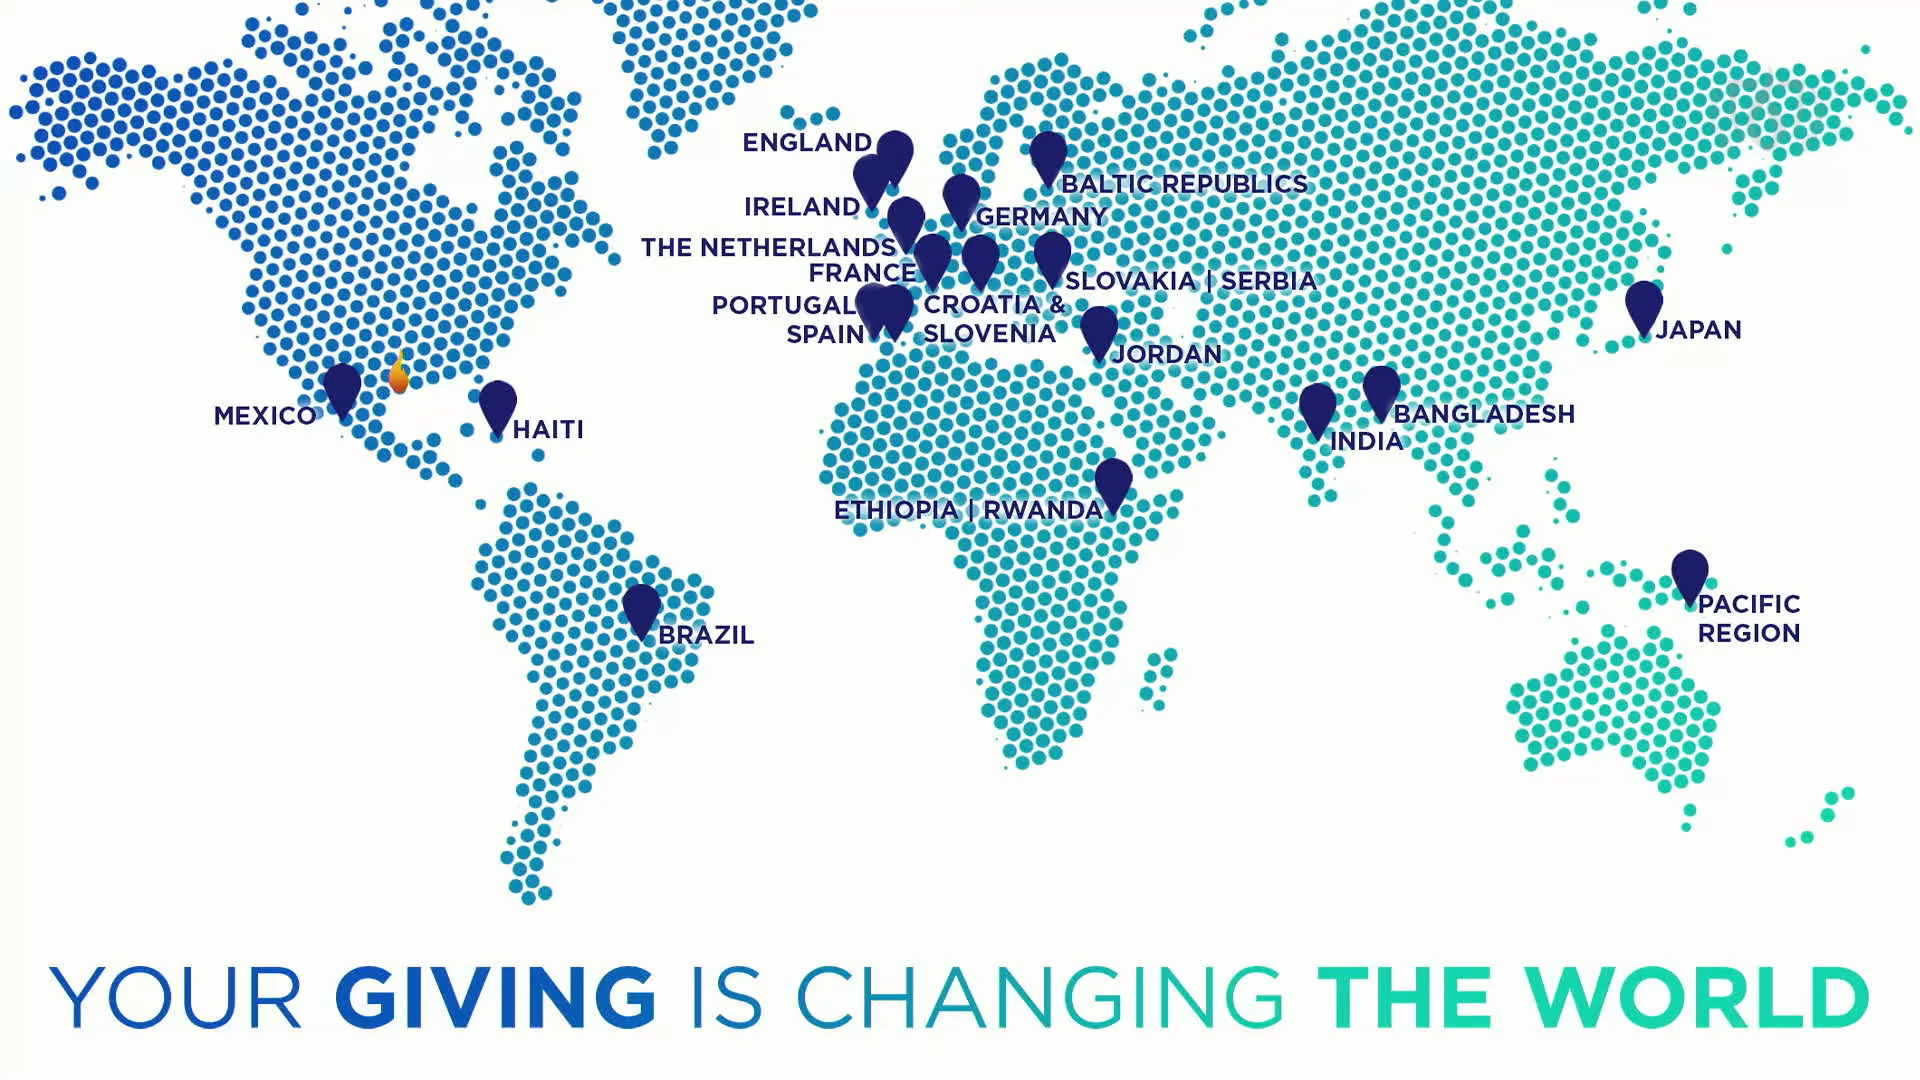 ENGLAND
BALTIC REPUBLICS
IRELAND
GERMANY
THE NETHERLANDS
FRANCE
SLOVAKIA | SERBIA
PORTUGAL
SPAIN
CROATIA &
SLOVENIA
JORDAN
JAPAN
MEXICO
HAITI
BANGLADESH
INDIA
ETHIOPIA | RWANDA
BRAZIL
PACIFIC
REGION
YOUR GIVING IS CHANGING THE WORLD